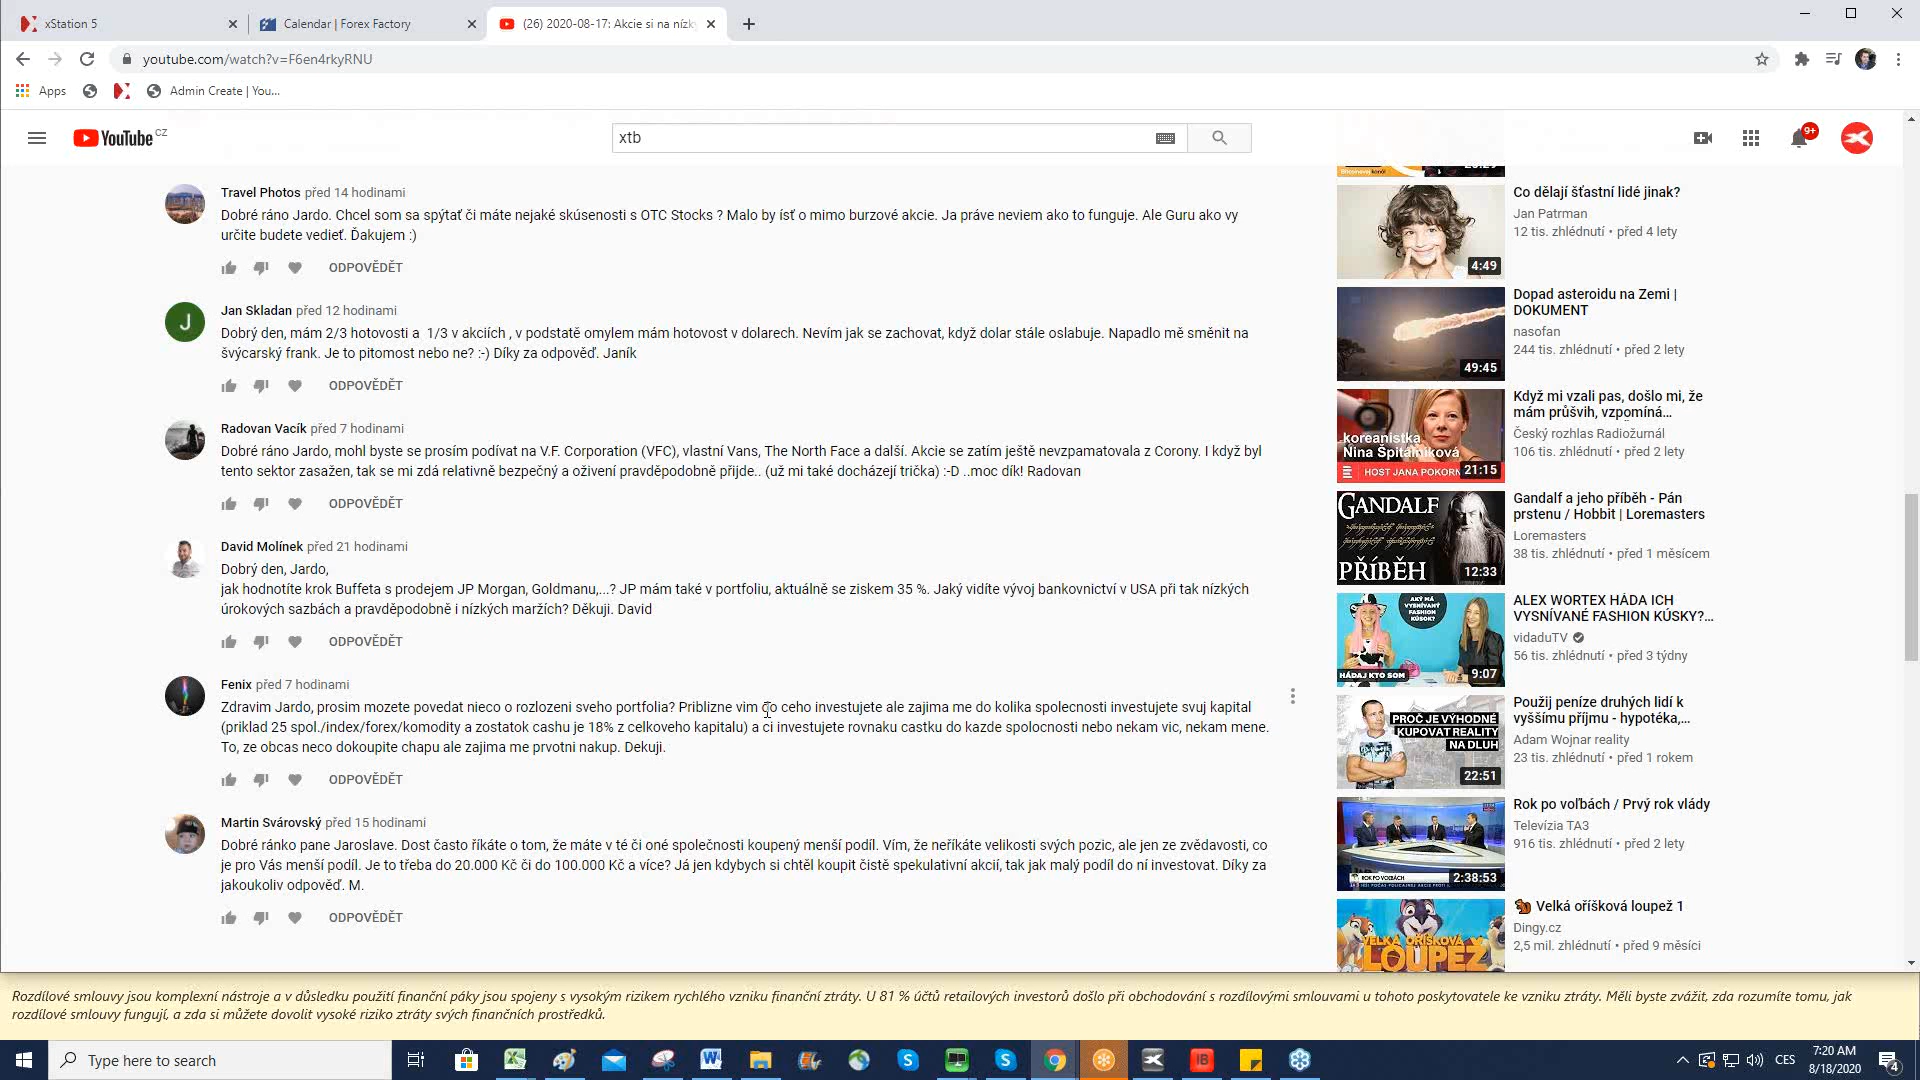 xStation 5
Calendar | Forex Factory
(26) 2020-08-17: Akcie si na nízk
youtube.com/watch?v=F6en4rkyRNU
Apps
Admin Create | You...
YouTube CZ
xtb
9+
Travel Photos před 14 hodinami
Dobré ráno Jardo. Chcel som sa spýtať či máte nejaké skúsenosti s OTC Stocks ? Malo by ísť o mimo burzové akcie. Ja práve neviem ako to funguje. Ale Guru ako vy
určite budete vedieť. Ďakujem :)
ODPOVĚDĚT
J
Jan Skladan před 12 hodinami
Dobrý den, mám 2/3 hotovosti a 1/3 v akciích , v podstatě omylem mám hotovost v dolarech. Nevím jak se zachovat, když dolar stále oslabuje. Napadlo mě směnit na
švýcarský frank. Je to pitomost nebo ne? :-) Díky za odpověď. Janík
ODPOVĚDĚT
Radovan Vacík před 7 hodinami
Dobré ráno Jardo, mohl byste se prosím podívat na V.F. Corporation (VFC), vlastní Vans, The North Face a další. Akcie se zatím ještě nevzpamatovala z Corony. I když byl
tento sektor zasažen, tak se mi zdá relativně bezpečný a oživení pravděpodobně přijde.. (už mi také docházejí trička) :-D ..moc dík! Radovan
ODPOVĚDĚT
David Molínek před 21 hodinami
Dobrý den, Jardo,
jak hodnotíte krok Buffeta s prodejem JP Morgan, Goldmanu,...? JP mám také v portfoliu, aktuálně se ziskem 35 %. Jaký vidíte vývoj bankovnictví v USA při tak nízkých
úrokových sazbách a pravděpodobně i nízkých maržích? Děkuji. David
ODPOVĚDĚT
Fenix před 7 hodinami
Zdravim Jardo, prosim mozete povedat nieco o rozlozeni sveho portfolia? Priblizne vim do ceho investujete ale zajima me do kolika spolecnosti investujete svuj kapital
(priklad 25 spol./index/forex/komodity a zostatok cashu je 18% z celkoveho kapitalu) a ci investujete rovnaku castku do kazde spolocnosti nebo nekam vic, nekam mene.
To, ze obcas neco dokoupite chapu ale zajima me prvotni nakup. Dekuji.
ODPOVĚDĚT
Martin Svárovský před 15 hodinami
Dobré ránko pane Jaroslave. Dost často říkáte o tom, že máte v té či oné společnosti koupený menší podíl. Vím, že neříkáte velikosti svých pozic, ale jen ze zvědavosti, co
je pro Vás menší podíl. Je to třeba do 20.000 Kč či do 100.000 Kč a více? Já jen kdybych si chtěl koupit čistě spekulativní akcií, tak jak malý podíl do ní investovat. Díky za
jakoukoliv odpověď. M.
ODPOVĚDĚT
Co dělají šťastní lidé jinak?
Jan Patrman
12 tis. zhlédnutí • před 4 lety
4:49
Dopad asteroidu na Zemi |
DOKUMENT
nasofan
244 tis. zhlédnutí • před 2 lety
49:45
Když mi vzali pas, došlo mi, že
mám průšvih, vzpomíná...
Český rozhlas Radiožurnál
106 tis. zhlédnutí • před 2 lety
koreanistka
Nina Špitálníková
HOST JANA POKORN
21:15
Gandalf a jeho příběh - Pán
prstenu / Hobbit | Loremasters
Loremasters
38 tis. zhlédnutí • před 1 měsícem
GANDALF
PŘÍBĚH
12:33
ALEX WORTEX HÁDA ICH
VYSNÍVANÉ FASHION KÚSKY?...
vidaduTV
56 tis. zhlédnutí • před 3 týdny
AKÝ MÁ
VYSNÍVANÝ
FASHION
KÚSOK?
HÁDAJ KTO SOM
9:07
Použij peníze druhých lidí k
vyššímu příjmu - hypotéka,...
Adam Wojnar reality
23 tis. zhlédnutí • před 1 rokem
PROČ JE VÝHODNÉ
KUPOVAT REALITY
NA DLUH
22:51
Rok po voľbách / Prvý rok vlády
Televízia TA3
916 tis. zhlédnutí • před 2 lety
ROK PO VOĽBÁCH
2:38:53
🐿 Velká oříšková loupež 1
Dingy.cz
2,5 mil. zhlédnutí • před 9 měsíci
VELKÁ OŘÍŠKOVÁ
LOUPEŽ
Rozdílové smlouvy jsou komplexní nástroje a v důsledku použití finanční páky jsou spojeny s vysokým rizikem rychlého vzniku finanční ztráty. U 81 % účtů retailových investorů došlo při obchodování s rozdílovými smlouvami u tohoto poskytovatele ke vzniku ztráty. Měli byste zvážit, zda rozumíte tomu, jak
rozdílové smlouvy fungují, a zda si můžete dovolit vysoké riziko ztráty svých finančních prostředků.
Type here to search
CES
7:20 AM
8/18/2020
4